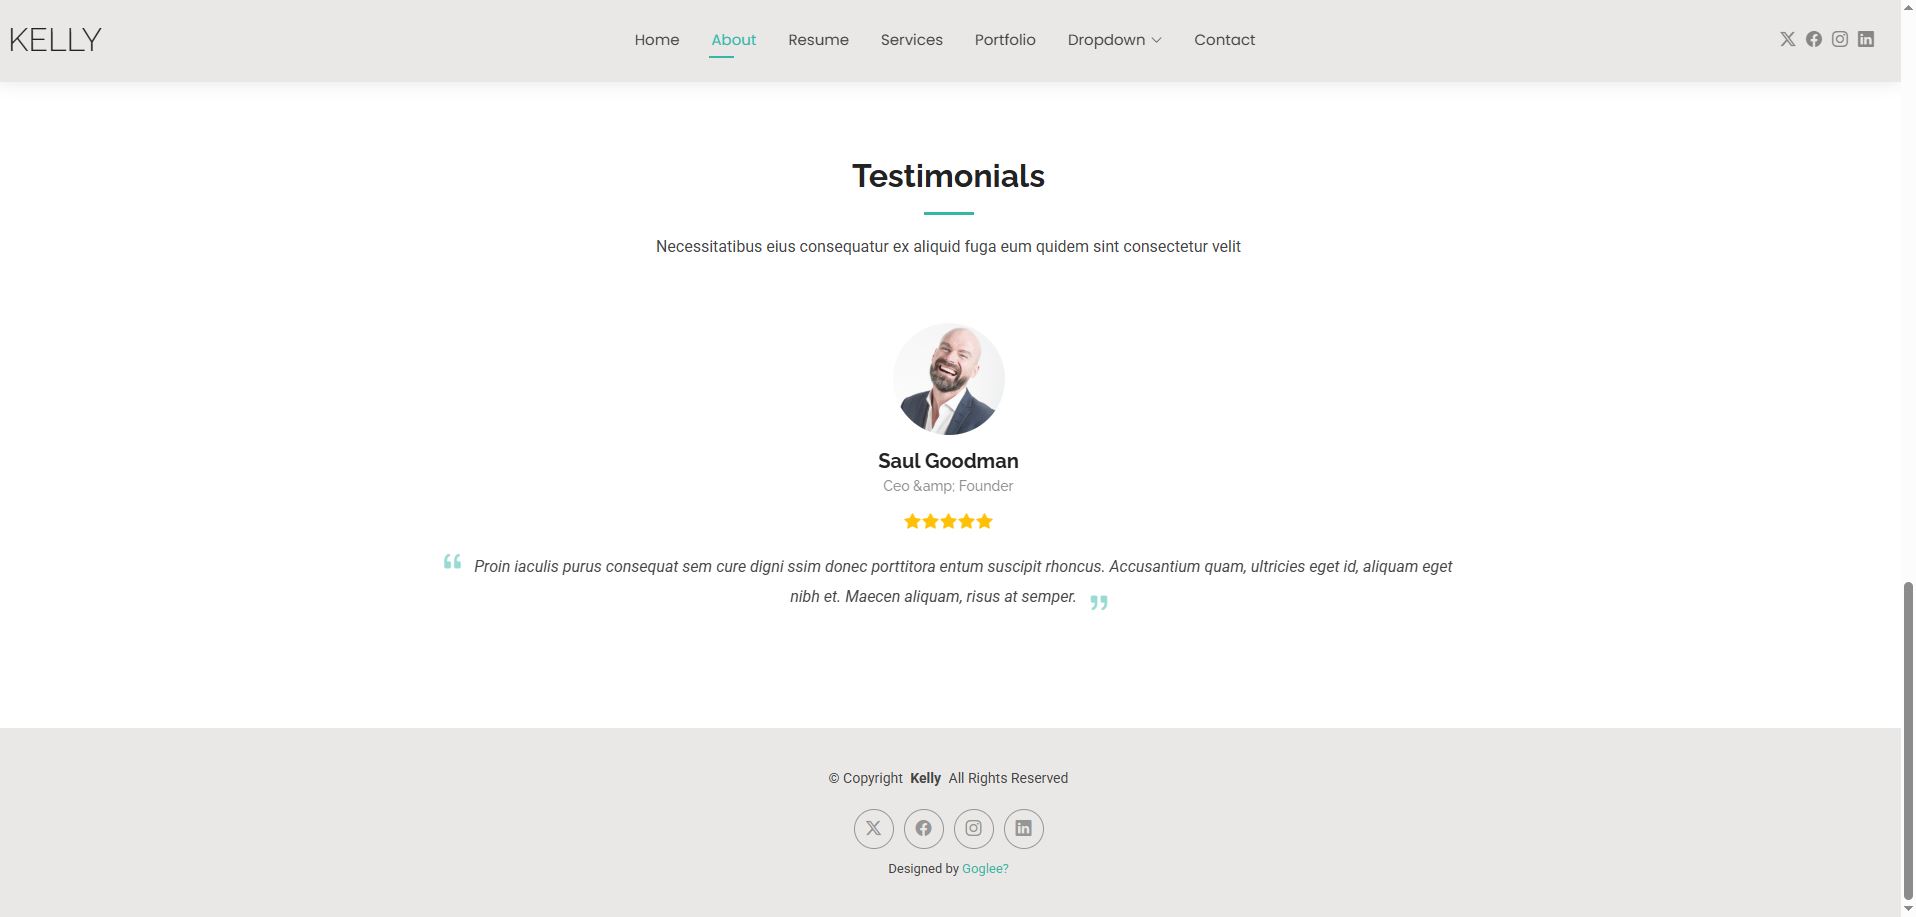 KELLY
Home About Resume Services Portfolio Dropdown Contact
Testimonials
Necessitatibus eius consequatur ex aliquid fuga eum quidem sint consectetur velit
Saul Goodman
Ceo &amp; Founder
“ Proin iaculis purus consequat sem cure digni ssim donec porttitora entum suscipit rhoncus. Accusantium quam, ultricies eget id, aliquam eget
nibh et. Maecen aliquam, risus at semper. ”
© Copyright Kelly All Rights Reserved
Designed by Goglee?